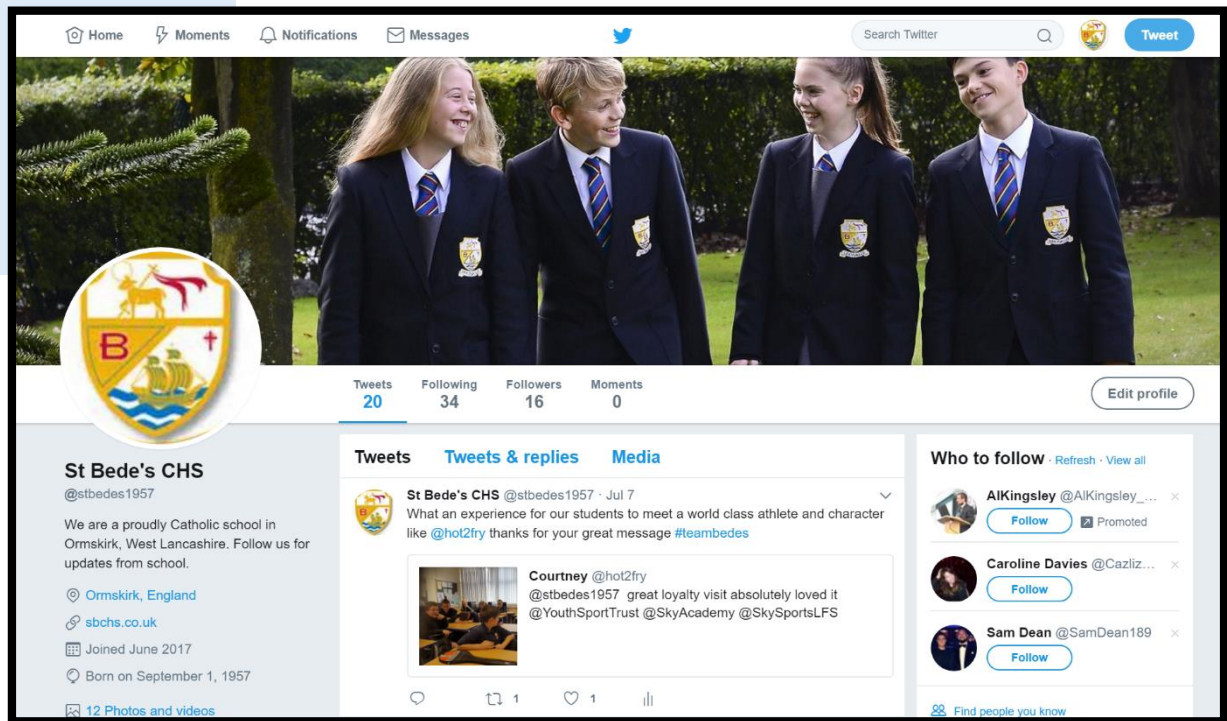 Home Moments Notifications Messages Search Twitter Tweet
B
Tweets Following Followers Moments
20 34 16 0
Edit profile
St Bede's CHS
@stbedes1957
We are a proudly Catholic school in
Ormskirk, West Lancashire. Follow us for
updates from school.
Ormskirk, England
sbchs.co.uk
Joined June 2017
Born on September 1, 1957
12 Photos and videos
Tweets Tweets & replies Media
St Bede's CHS @stbedes1957 · Jul 7
What an experience for our students to meet a world class athlete and character
like @hot2fry thanks for your great message #teambedes
Courtney @hot2fry
@stbedes1957 great loyalty visit absolutely loved it
@YouthSportTrust @SkyAcademy @SkySportsLFS
1 1
Who to follow · Refresh · View all
AlKingsley @AlKingsley_...
Follow Promoted
Caroline Davies @Cazliz...
Follow
Sam Dean @SamDean189
Follow
Find people you know